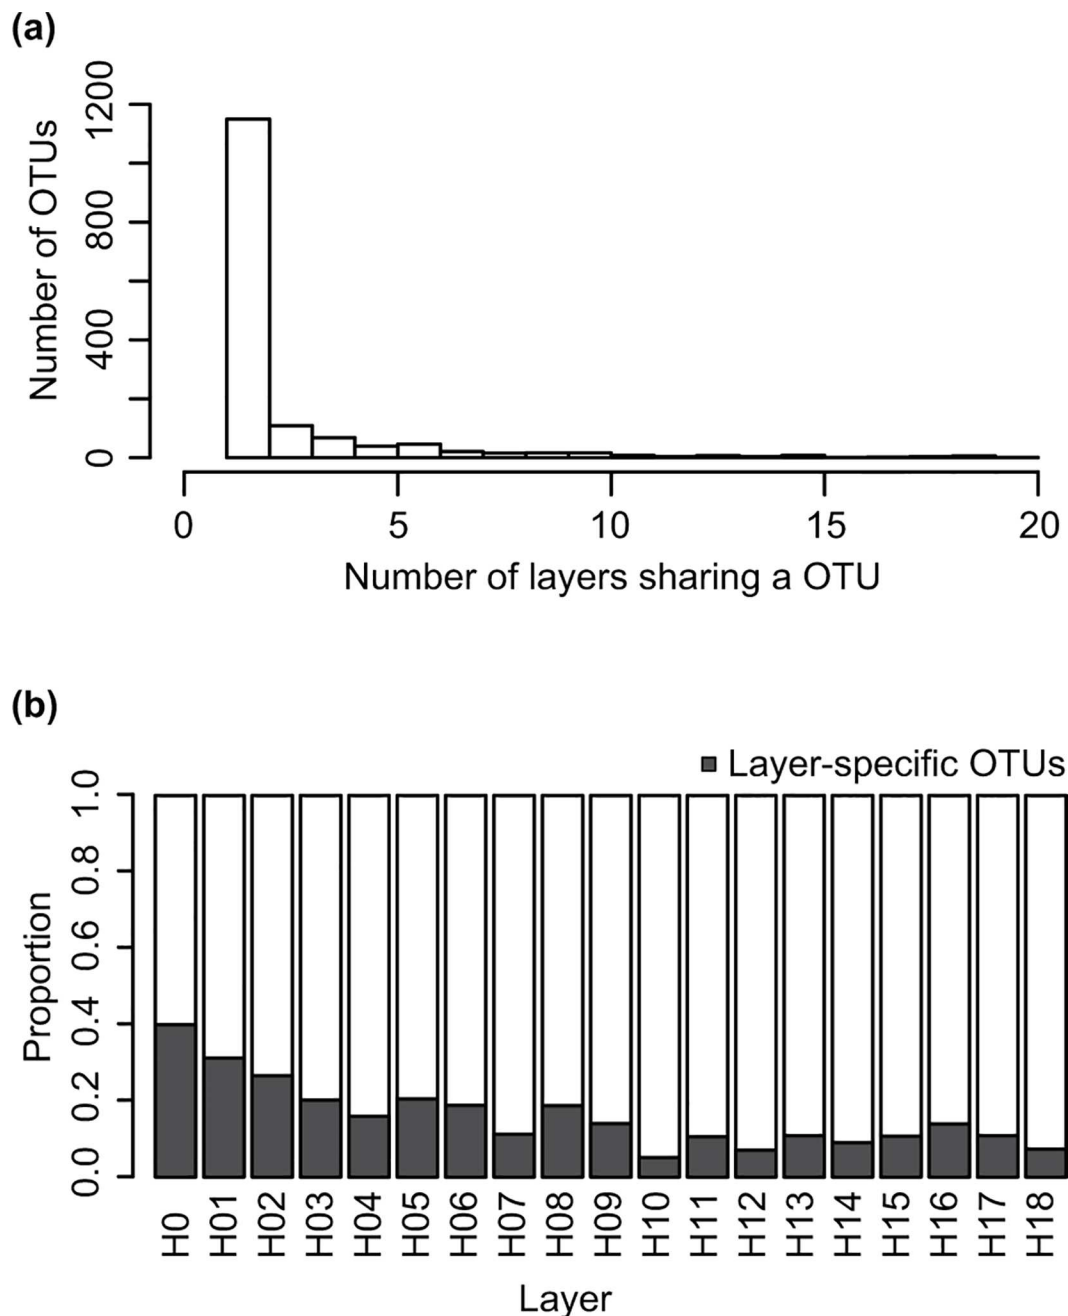 (a)
Number of OTUs
1200
800
400
0
0 5 10 15 20
Number of layers sharing a OTU
(b)
Layer-specific OTUs
Proportion
1.0
0.8
0.6
0.4
0.2
0.0
H0 H01 H02 H03 H04 H05 H06 H07 H08 H09 H10 H11 H12 H13 H14 H15 H16 H17 H18
Layer